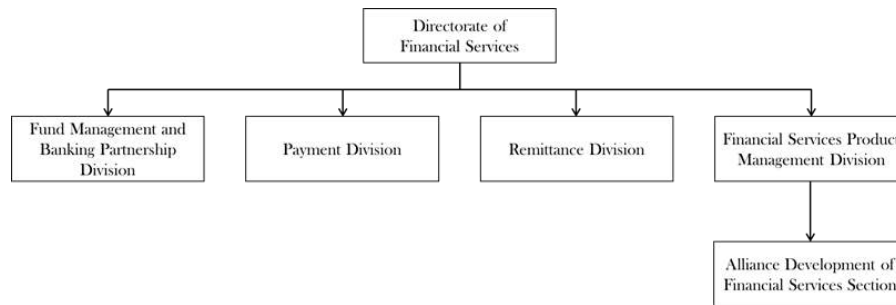 Directorate of
Financial Services
Fund Management and
Banking Partnership
Division
Payment Division
Remittance Division
Financial Services Product
Management Division
Alliance Development of
Financial Services Section